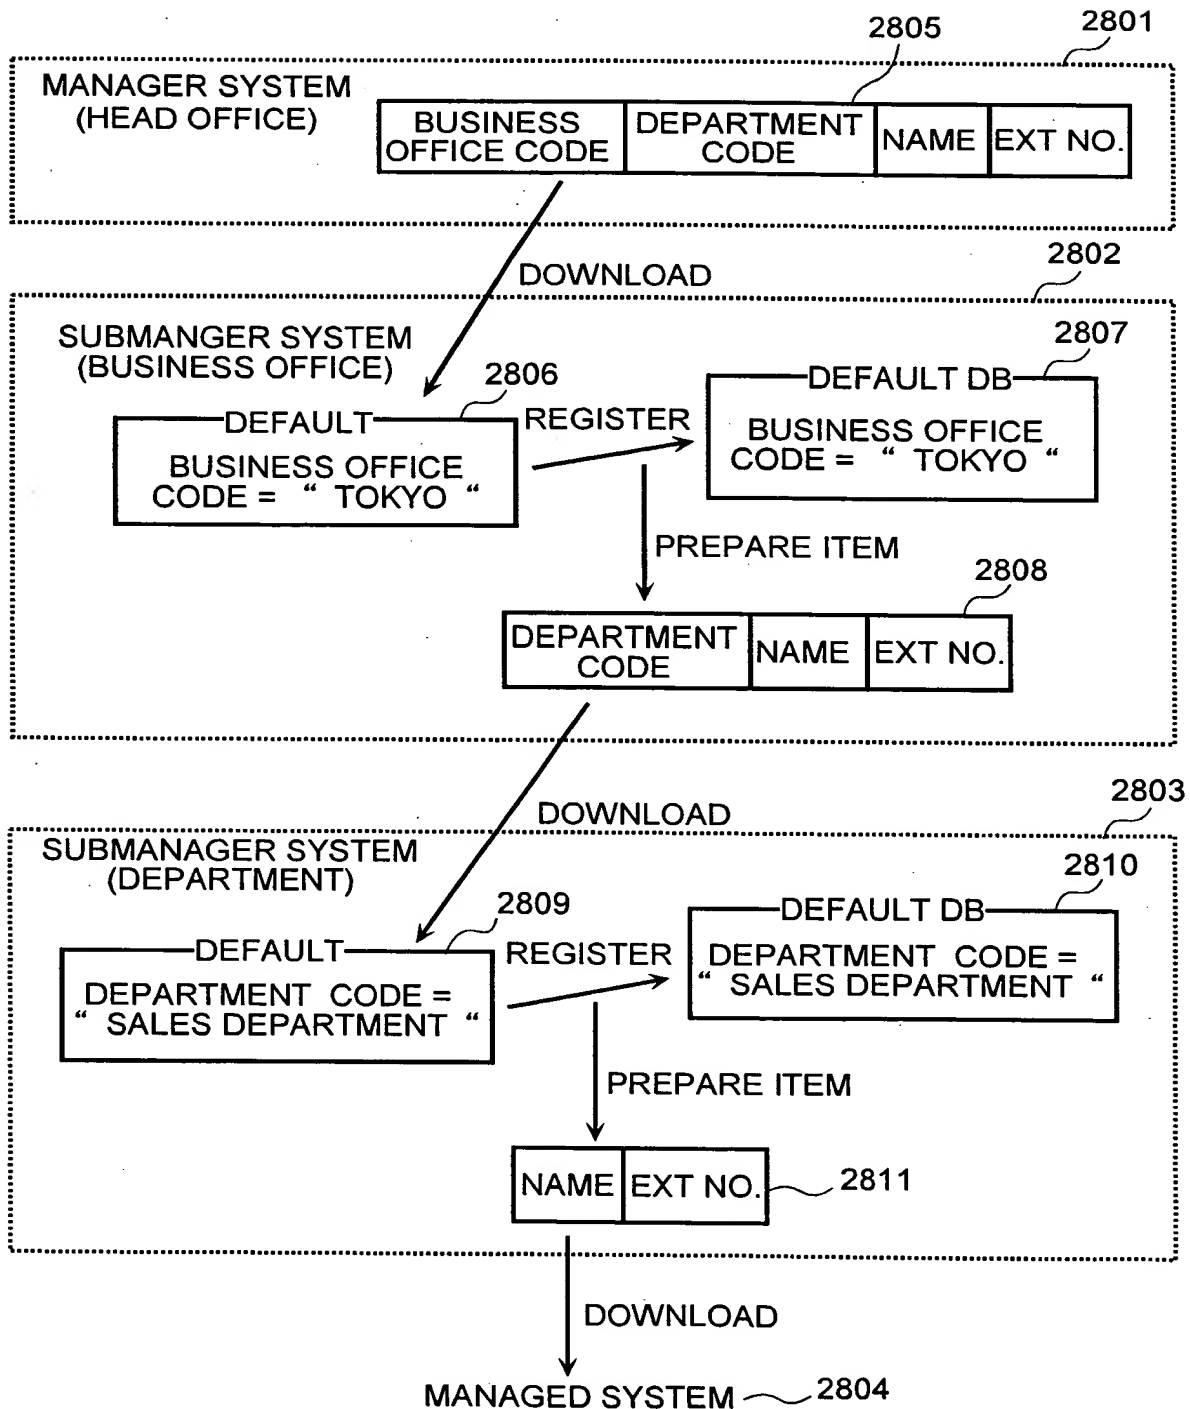 2801
2805
MANAGER SYSTEM
(HEAD OFFICE)
BUSINESS
OFFICE CODE
DEPARTMENT
CODE
NAME
EXT NO.
DOWNLOAD
2802
SUBMANGER SYSTEM
(BUSINESS OFFICE)
2806
2807
DEFAULT
BUSINESS OFFICE
CODE = “ TOKYO “
REGISTER
DEFAULT DB
BUSINESS OFFICE
CODE = “ TOKYO “
PREPARE ITEM
2808
DEPARTMENT
CODE
NAME
EXT NO.
DOWNLOAD
2803
SUBMANAGER SYSTEM
(DEPARTMENT)
2809
2810
DEFAULT
DEPARTMENT CODE =
“ SALES DEPARTMENT “
REGISTER
DEFAULT DB
DEPARTMENT CODE =
“ SALES DEPARTMENT “
PREPARE ITEM
NAME
EXT NO.
2811
DOWNLOAD
MANAGED SYSTEM
2804